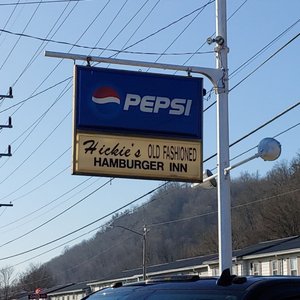 PEPSI
Hickie's OLD FASHIONED
HAMBURGER INN